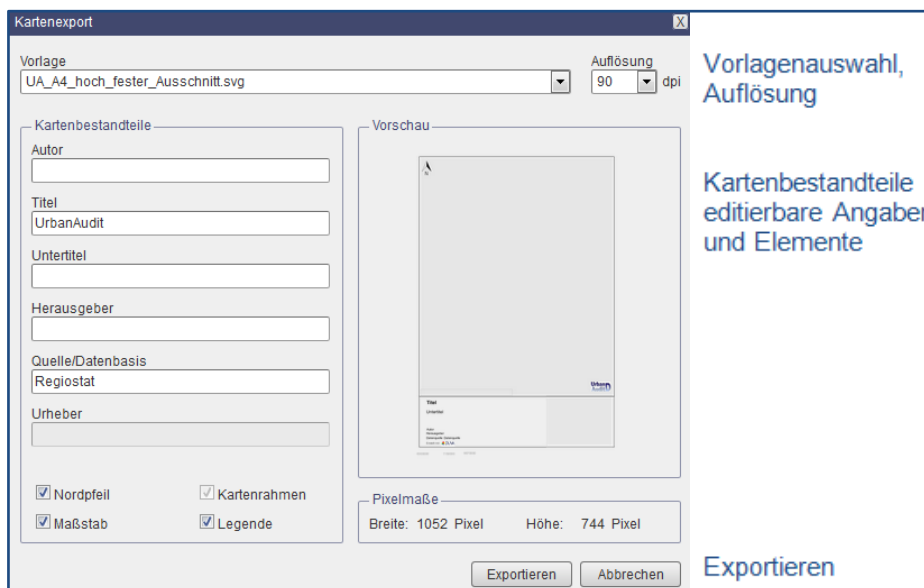 Kartenexport
X
Vorlage
Auflösung
UA_A4_hoch_fester_Ausschnitt.svg
90
dpi
Vorlagenauswahl,
Auflösung
Kartenbestandteile
Autor
Titel
UrbanAudit
Untertitel
Herausgeber
Quelle/Datenbasis
Regiostat
Urheber
Nordpfeil
Kartenrahmen
Maßstab
Legende
Vorschau
Titel
Untertitel
Pixelmaße
Breite: 1052 Pixel Höhe: 744 Pixel
Kartenbestandteile
editierbare Angaben
und Elemente
Exportieren
Abbrechen
Exportieren